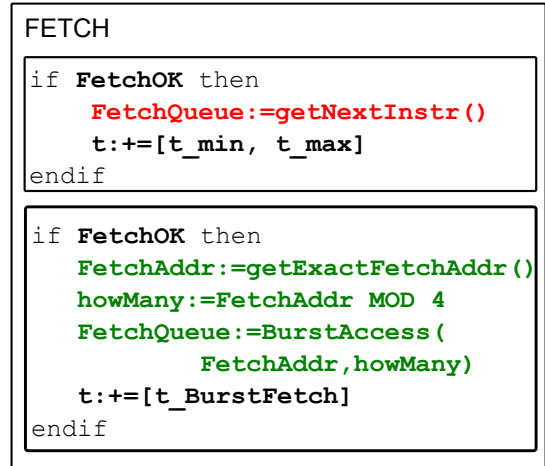 FETCH
if FetchOK then
FetchQueue:=getNextInstr()
t:+=[t_min, t_max]
endif
if FetchOK then
FetchAddr:=getExactFetchAddr()
howMany:=FetchAddr MOD 4
FetchQueue:=BurstAccess(
FetchAddr,howMany)
t:+=[t_BurstFetch]
endif